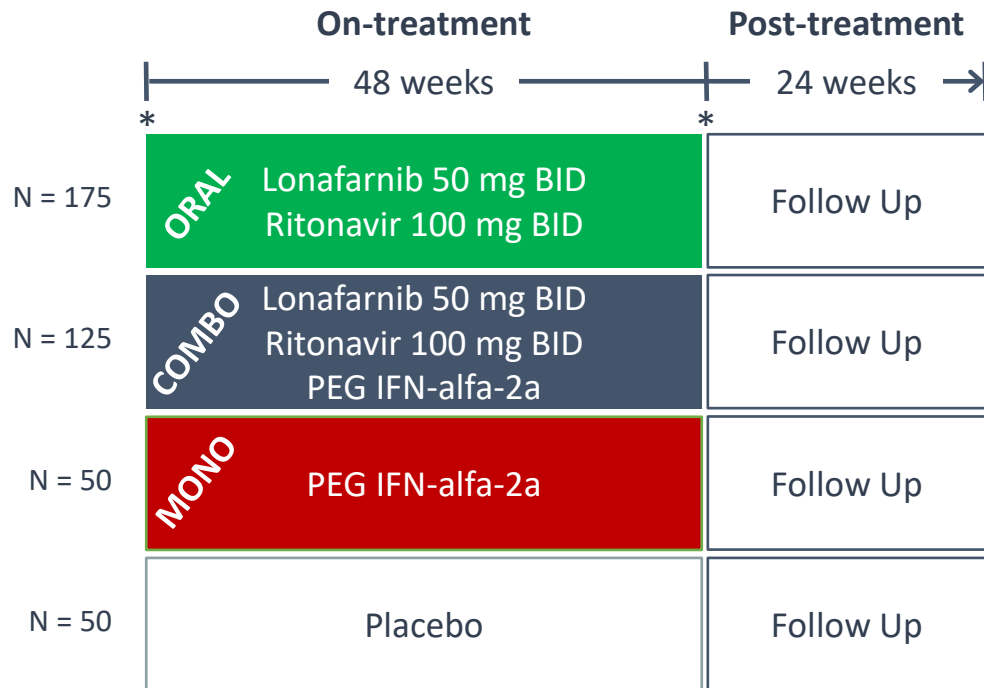 On-treatment
Post-treatment
48 weeks
24 weeks
*
*
N = 175
ORAL
Lonafarnib 50 mg BID
Ritonavir 100 mg BID
Follow Up
N = 125
COMBO
Lonafarnib 50 mg BID
Ritonavir 100 mg BID
PEG IFN-alfa-2a
Follow Up
N = 50
MONO
PEG IFN-alfa-2a
Follow Up
N = 50
Placebo
Follow Up